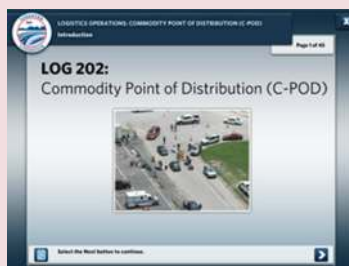 LOGISTICS OPERATIONS: COMMODITY POINT OF DISTRIBUTION (C-POD)
Introduction
Page 1 of 45
LOG 202:
Commodity Point of Distribution (C-POD)
Select the Next button to continue.